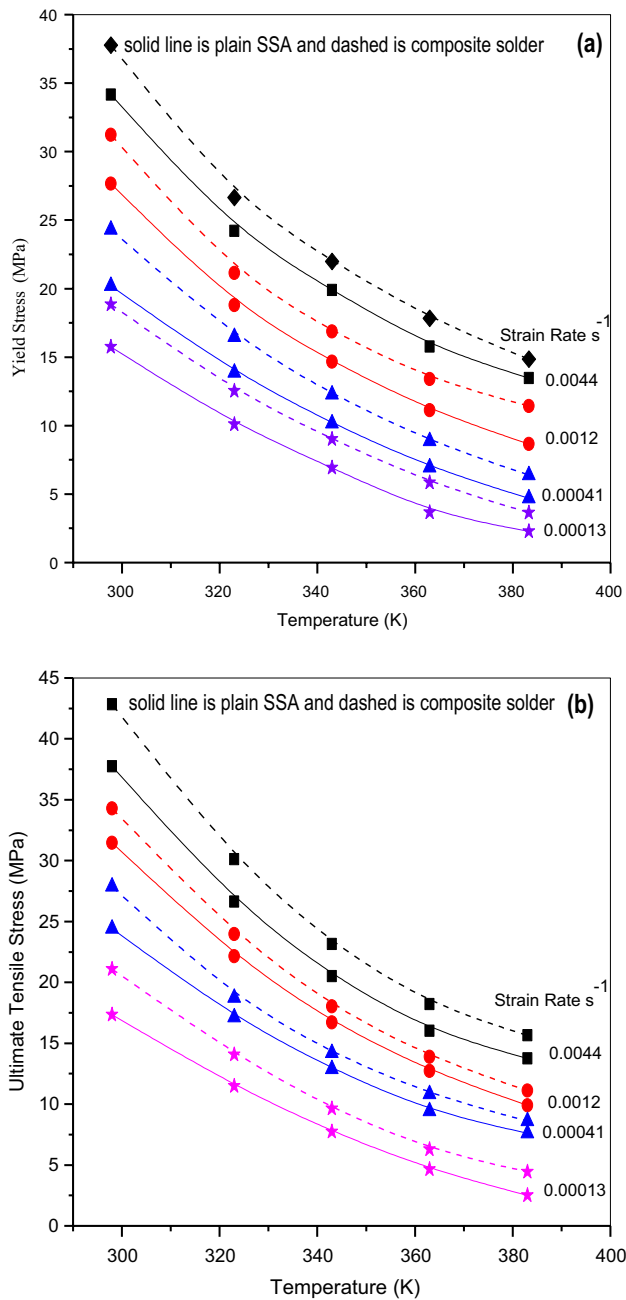 40
solid line is plain SSA and dashed is composite solder (a)
35
30
25
20
Yield Stress (MPa)
Strain Rate s⁻¹
15
0.0044
10
0.0012
5
0.00041
0.00013
0
300 320 340 360 380 400
Temperature (K)
45
solid line is plain SSA and dashed is composite solder (b)
40
35
30
25
Ultimate Tensile Stress (MPa)
20
Strain Rate s⁻¹
15
0.0044
10
0.0012
0.00041
5
0.00013
0
300 320 340 360 380 400
Temperature (K)